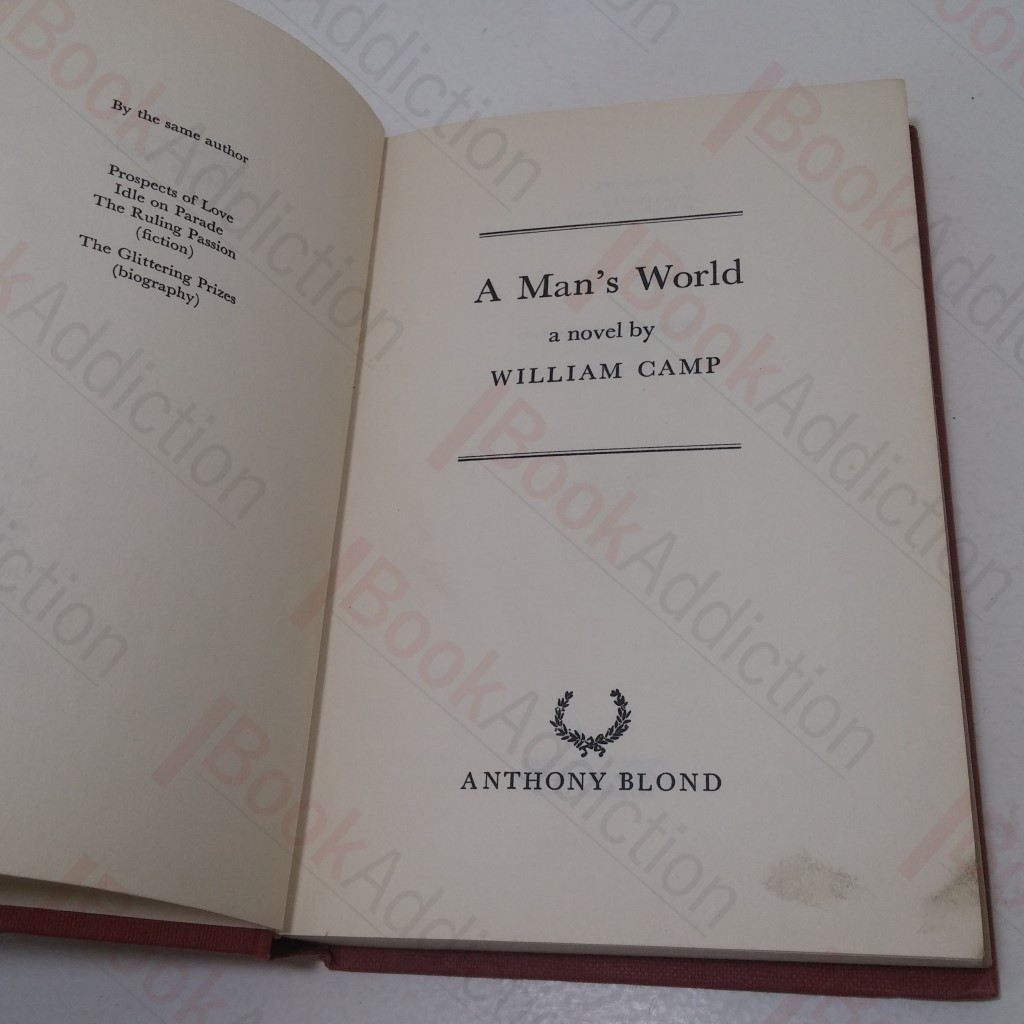 By the same author
Prospects of Love
Idle on Parade
The Ruling Passion
(fiction)
The Glittering Prizes
(biography)
A Man's World
a novel by
WILLIAM CAMP
ANTHONY BLOND
BookAddiction